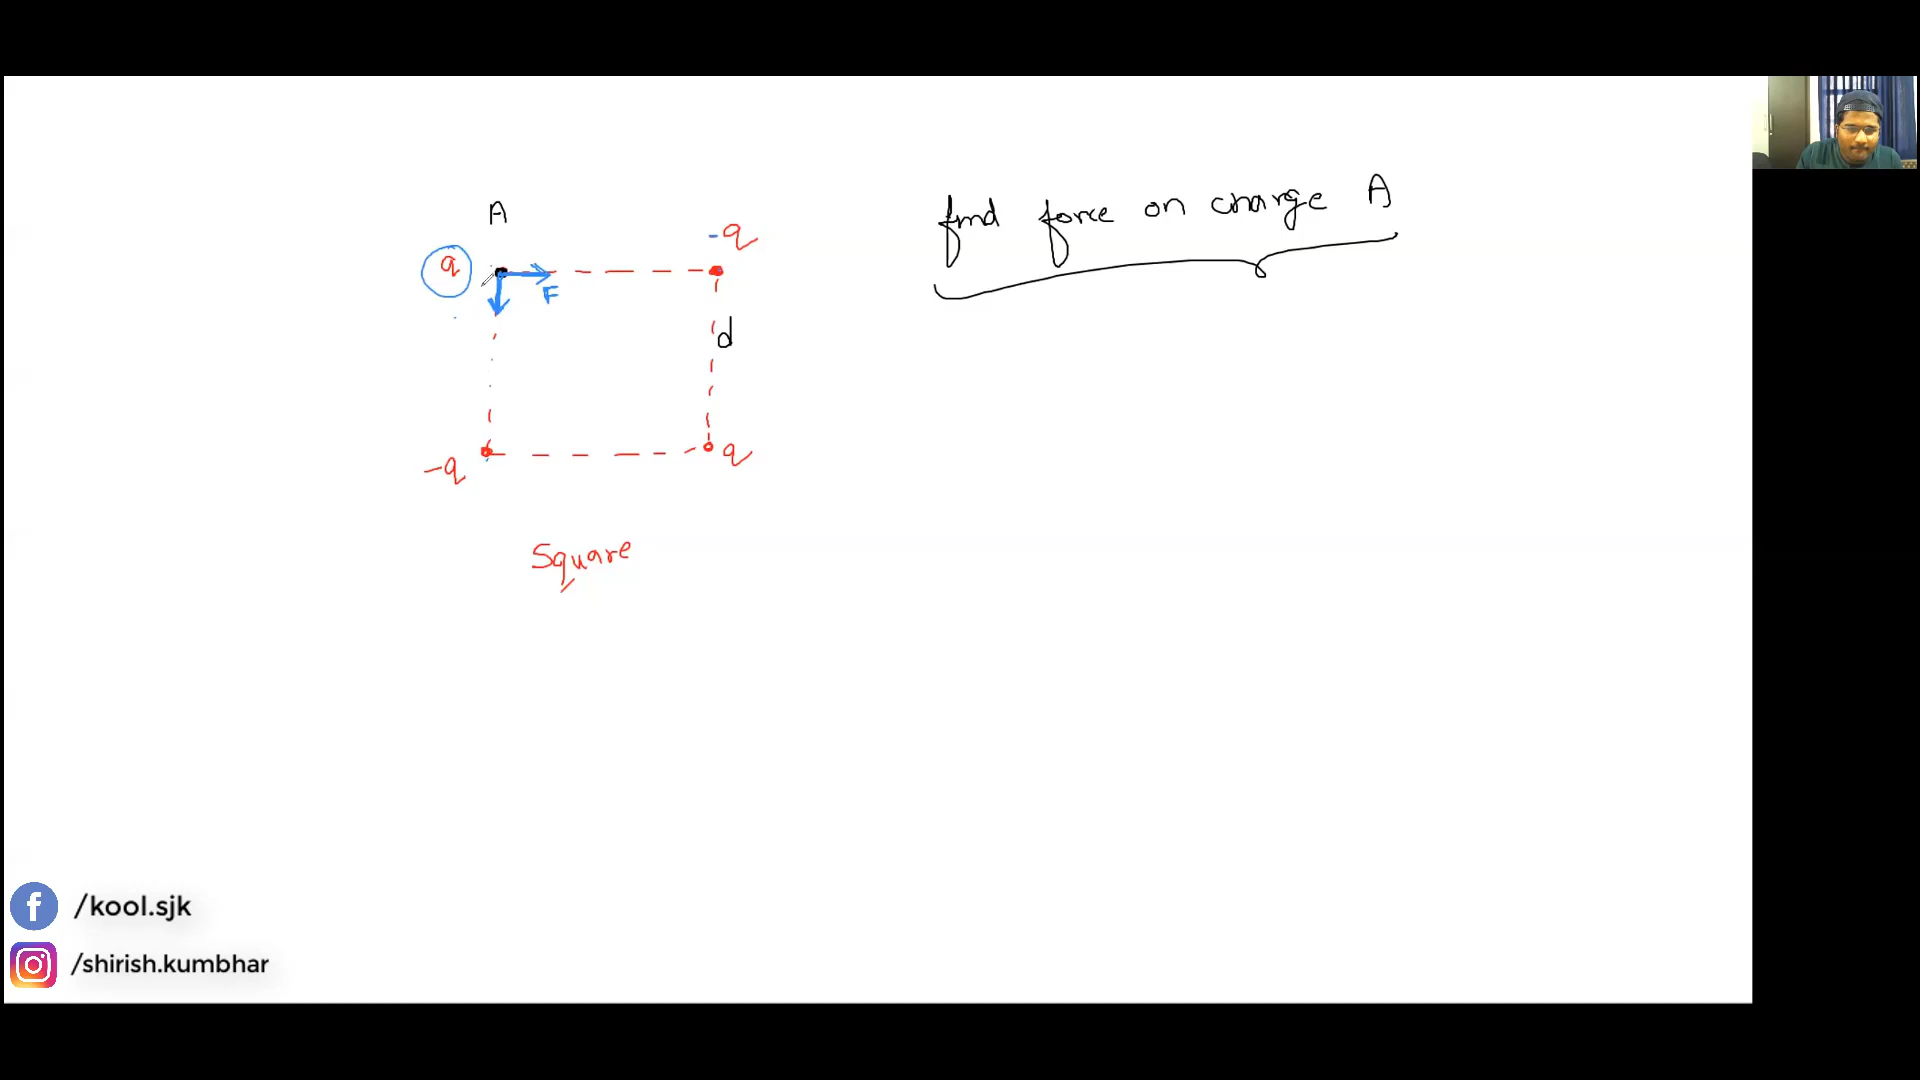 find force on charge A
A
q
-q
F
d
-q
q
Square
/kool.sjk
/shirish.kumbhar